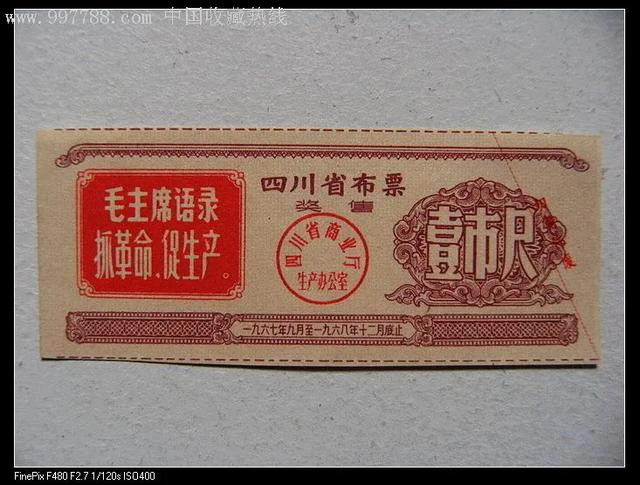 www.997788.com 中国收藏热线
毛主席语录
抓革命、促生产。
四川省布票
奖售
四川省商业厅
生产办公室
壹市尺
一九六七年九月至一九六八年十二月底止
FinePix F480 F2.7 1/120s ISO400